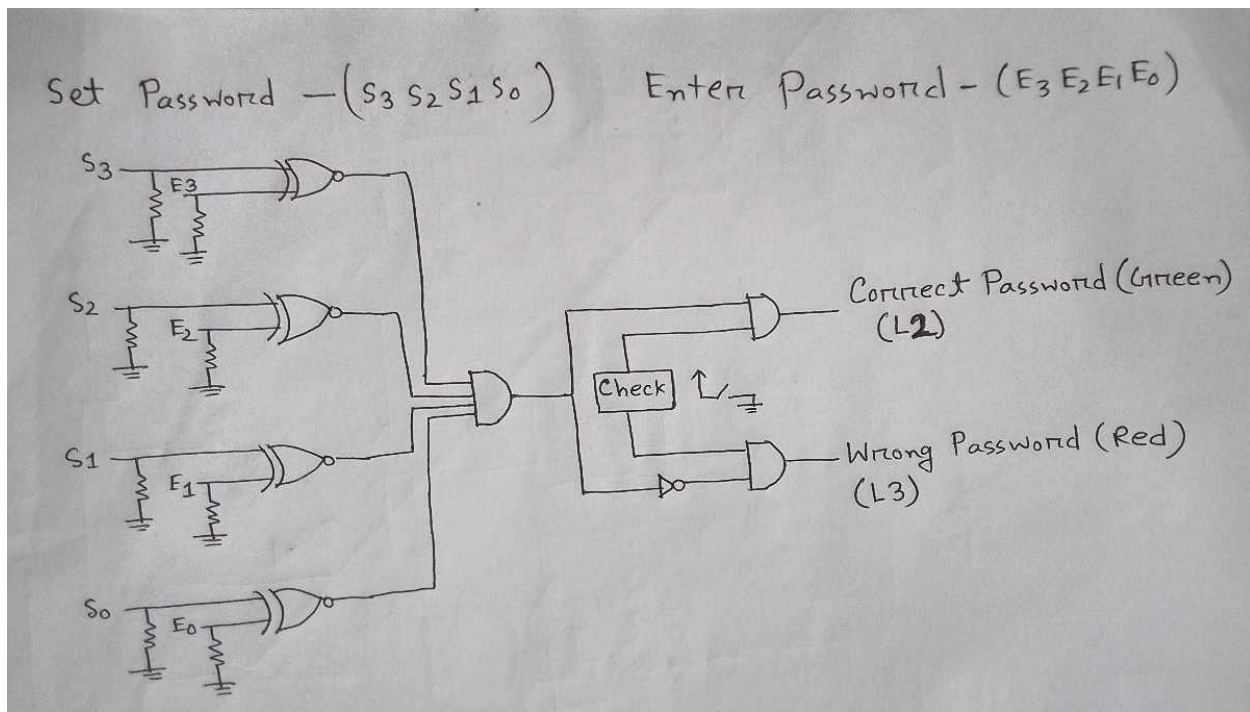 Set Password - (S3 S2 S1 S0) Enter Password - (E3 E2 E1 E0)
S3
E3
S2
E2
Correct Password (Green)
(L2)
Check
S1
E1
Wrong Password (Red)
(L3)
S0
E0